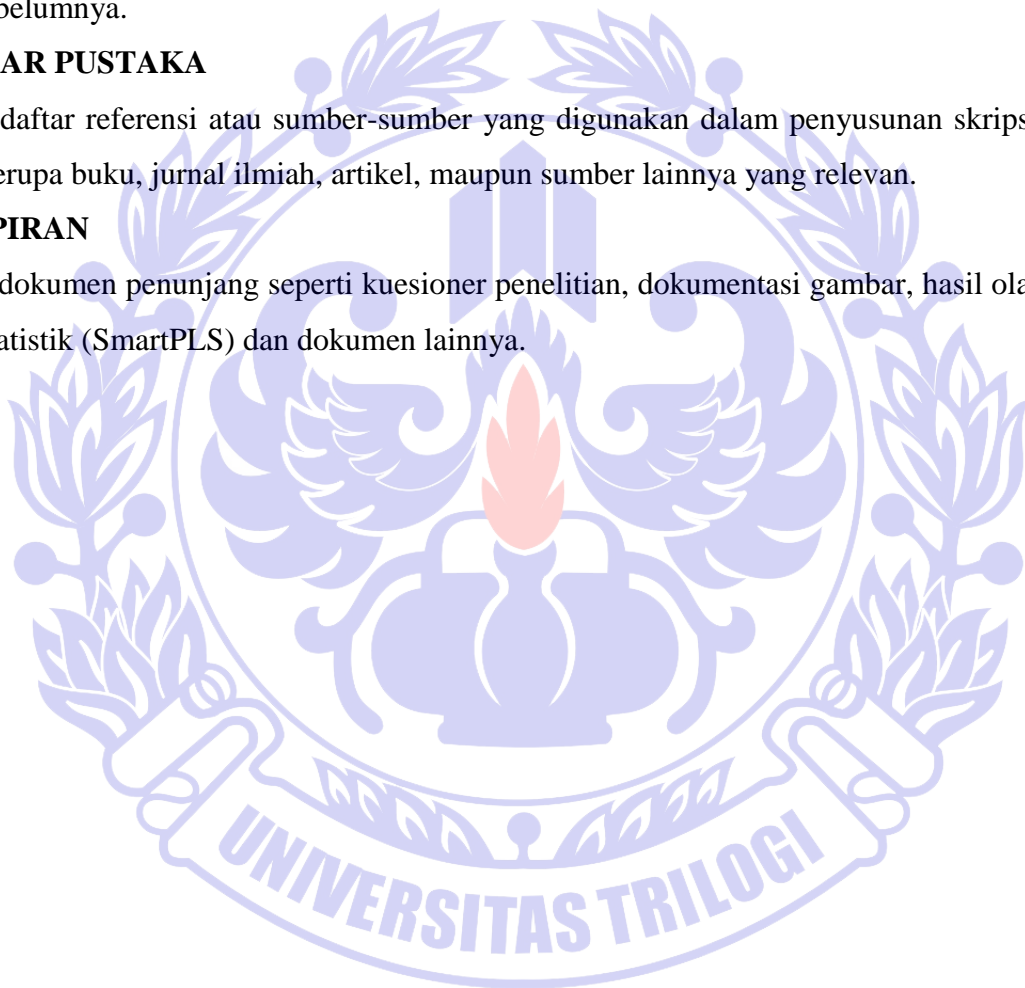 belumnya.
AR PUSTAKA
daftar referensi atau sumber-sumber yang digunakan dalam penyusunan skrips
erupa buku, jurnal ilmiah, artikel, maupun sumber lainnya yang relevan.
PIRAN
dokumen penunjang seperti kuesioner penelitian, dokumentasi gambar, hasil ola
atistik (SmartPLS) dan dokumen lainnya.
UNIVERSITAS TRILOGI